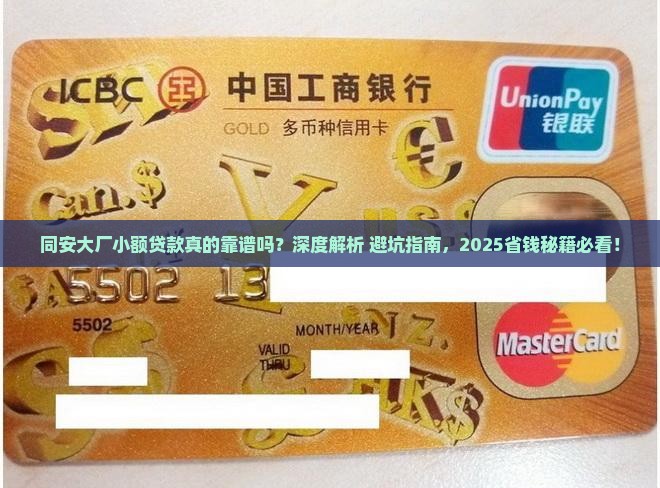 ICBC 中国工商银行
GOLD 多币种信用卡
UnionPay
银联
Can.$
€
¥
同安大厂小额贷款真的靠谱吗？深度解析 避坑指南，2025省钱秘籍必看！
5502 13
5502
MONTH/YEAR
VALID
THRU
N.Z.
HK$
MasterCard